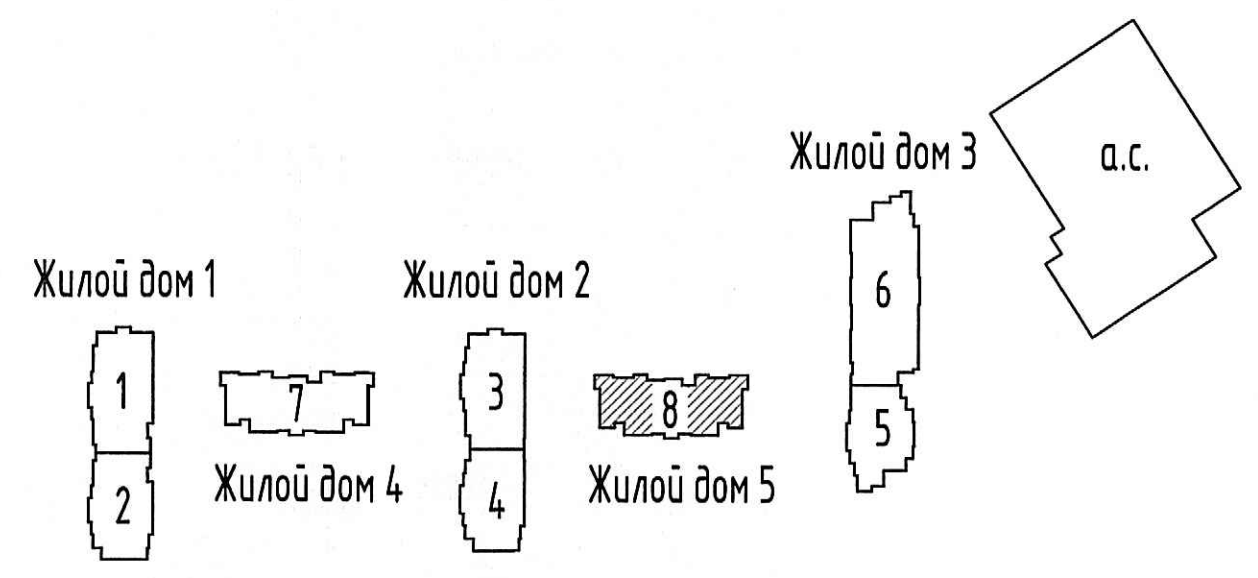 Жилой дом 3
а.с.
6
5
Жилой дом 1
1
2
7
Жилой дом 4
Жилой дом 2
3
4
8
Жилой дом 5